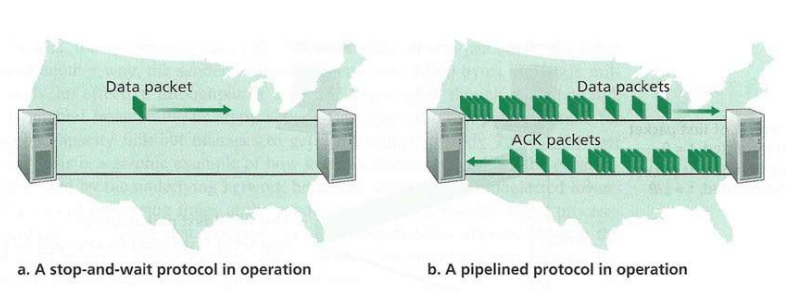 Data packet
Data packets
ACK packets
a. A stop-and-wait protocol in operation
b. A pipelined protocol in operation